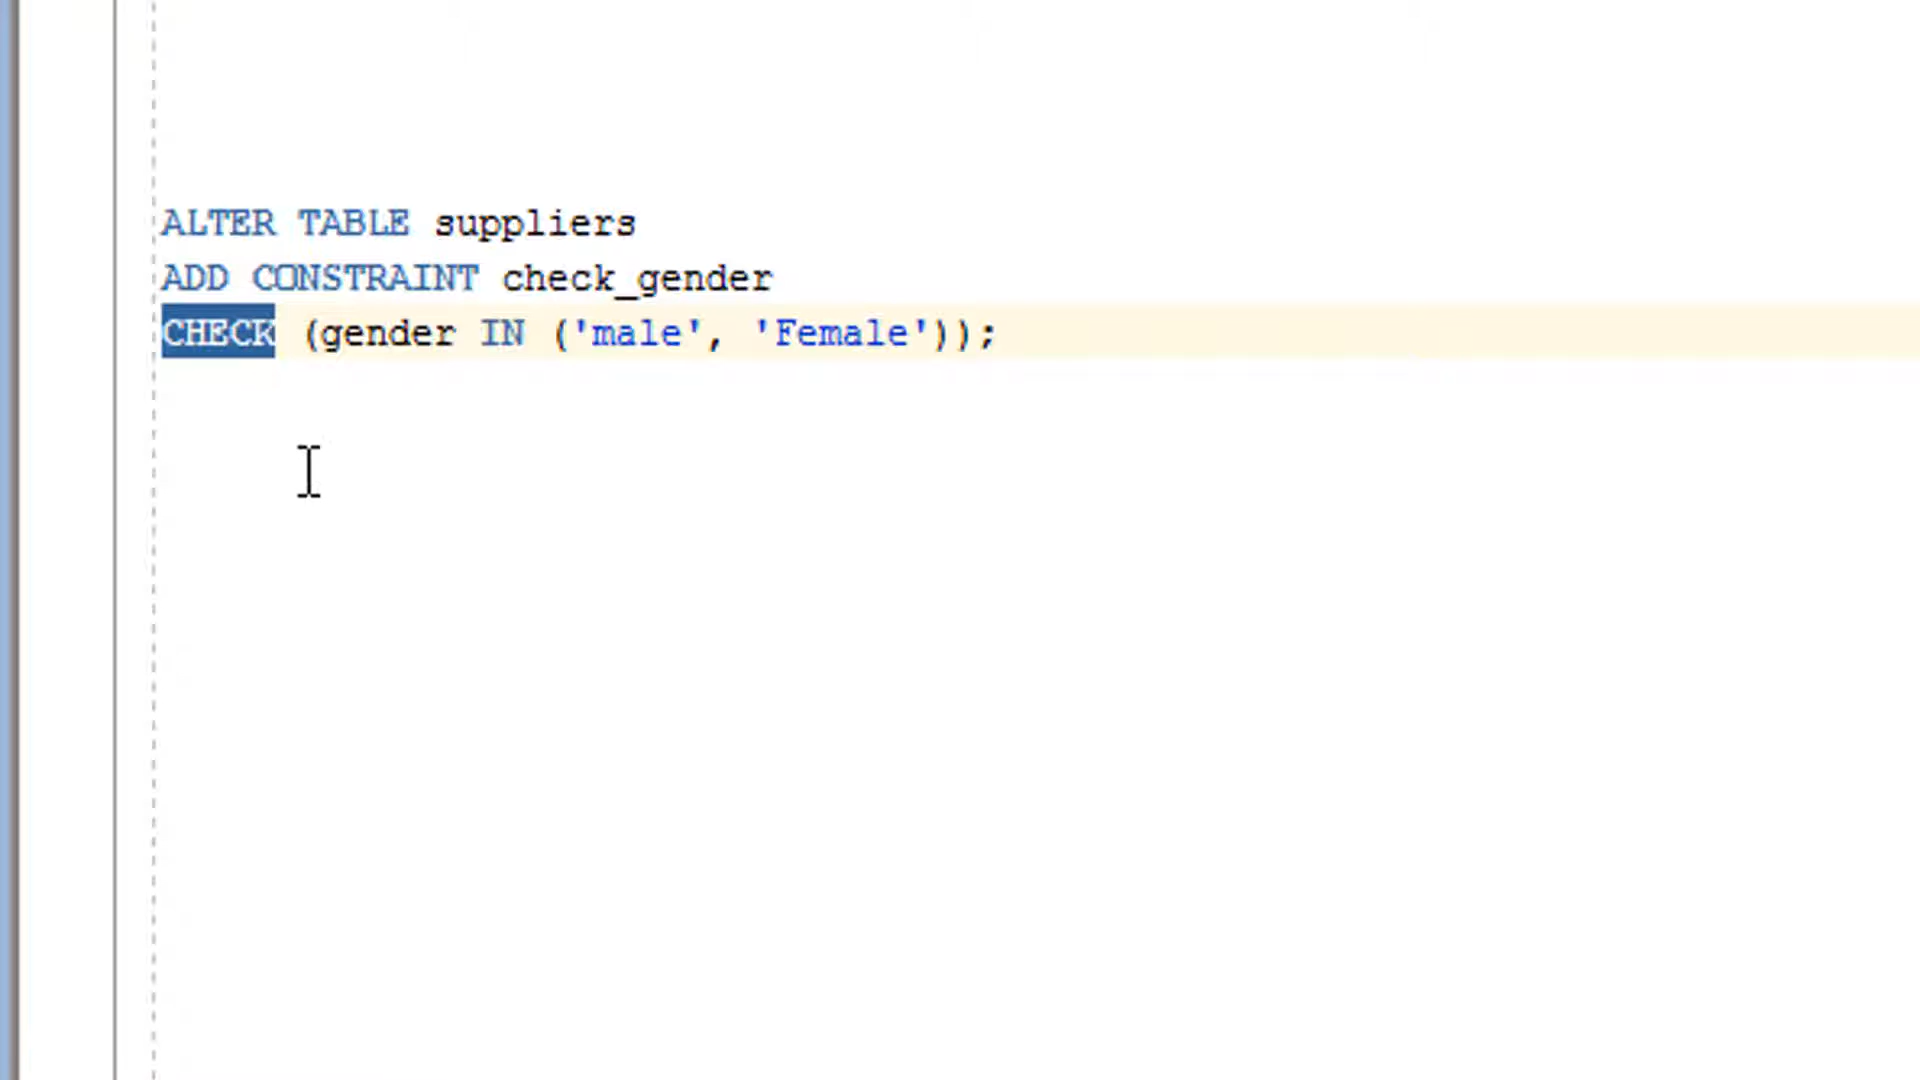 ALTER TABLE suppliers
ADD CONSTRAINT check_gender
CHECK (gender IN ('male', 'Female'));